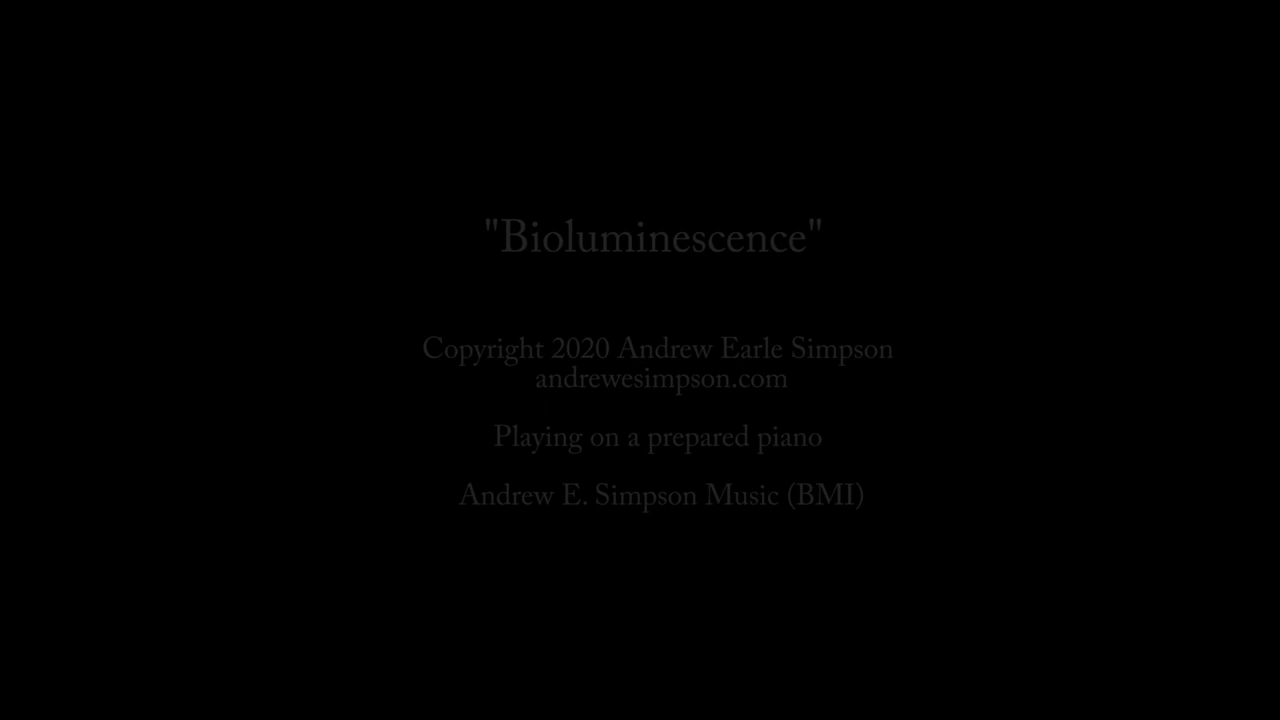 "Bioluminescence"
Copyright 2020 Andrew Earle Simpson
andrewesimpson.com
Playing on a prepared piano
Andrew E. Simpson Music (BMI)